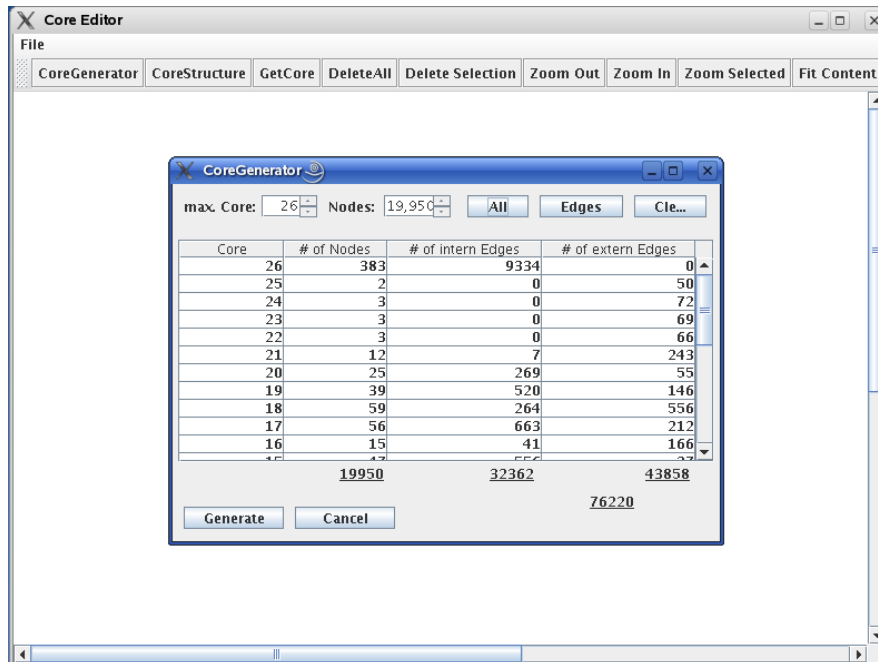 Core Editor
File
CoreGenerator CoreStructure GetCore DeleteAll Delete Selection Zoom Out Zoom In Zoom Selected Fit Content
CoreGenerator
max. Core: 26 Nodes: 19,950 All Edges Cle...
Core # of Nodes # of intern Edges # of extern Edges
26 383 9334 0
25 2 0 50
24 3 0 72
23 3 0 69
22 3 0 66
21 12 7 243
20 25 269 55
19 39 520 146
18 59 264 556
17 56 663 212
16 15 41 166
19950 32362 43858
76220
Generate Cancel